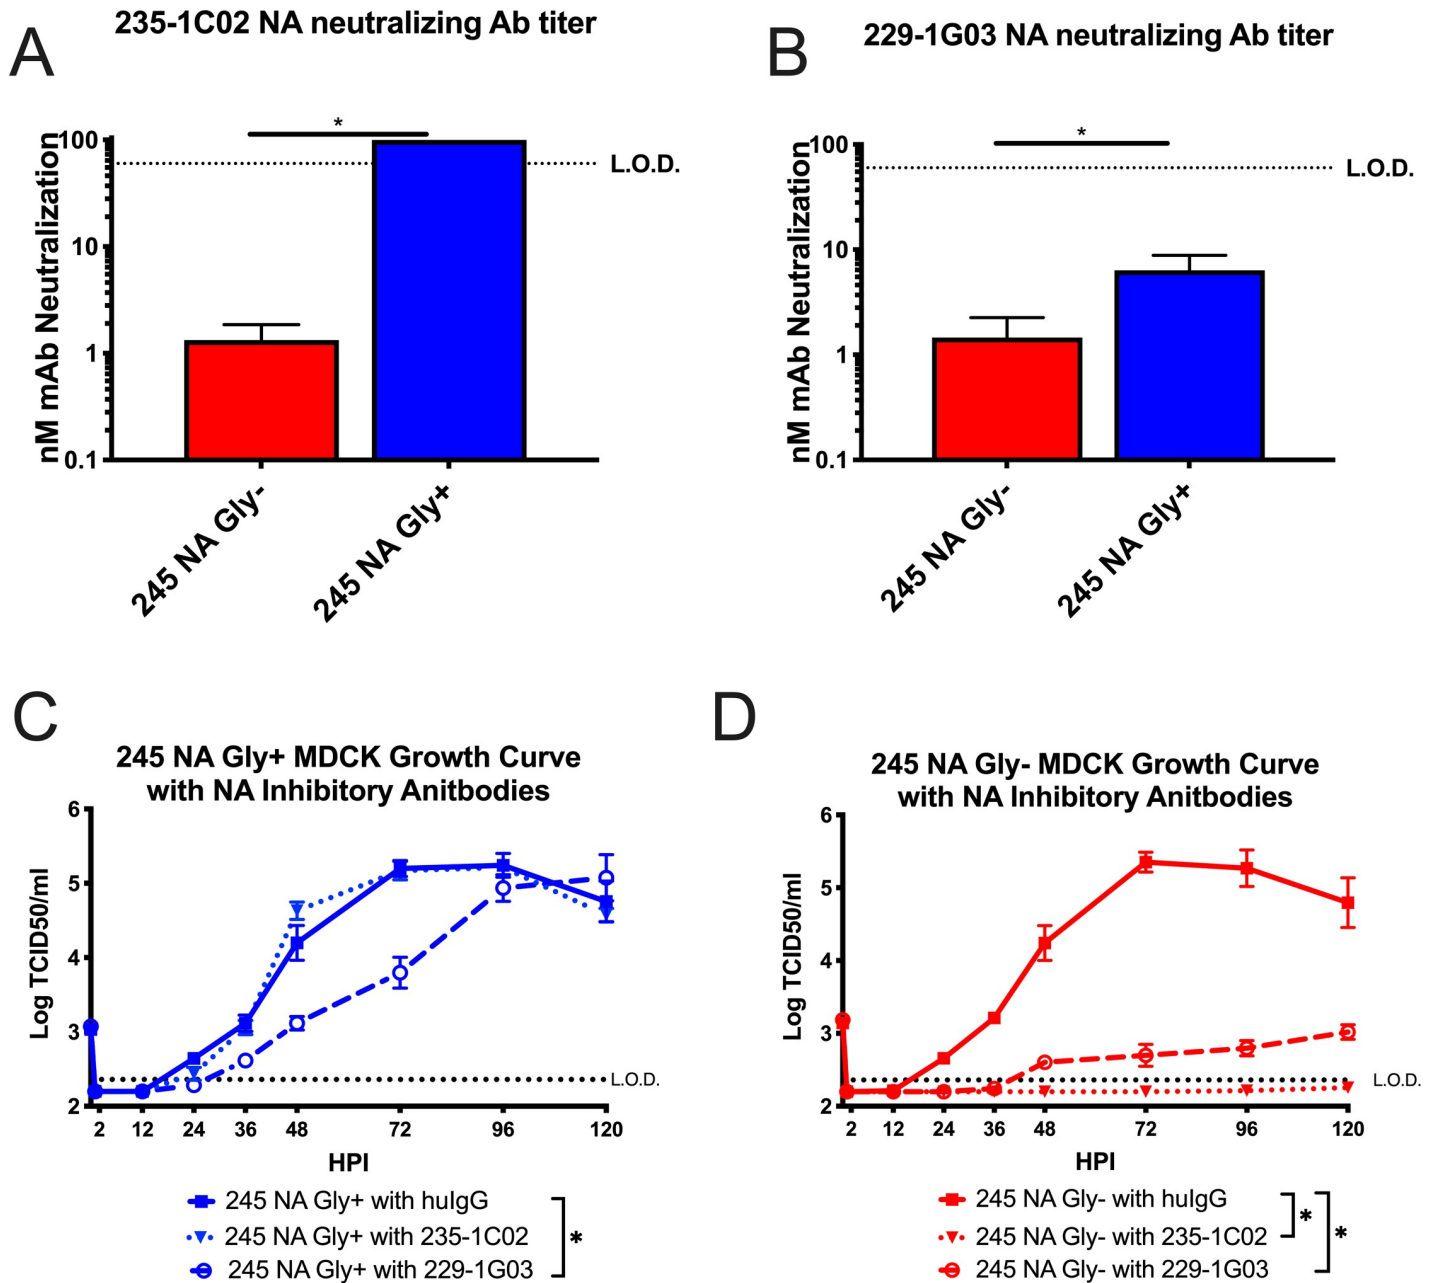 A
235-1C02 NA neutralizing Ab titer
nM mAb Neutralization
100
10
1
0.1
*
L.O.D.
245 NA Gly-
245 NA Gly+
B
229-1G03 NA neutralizing Ab titer
nM mAb Neutralization
100
10
1
0.1
*
L.O.D.
245 NA Gly-
245 NA Gly+
C
245 NA Gly+ MDCK Growth Curve
with NA Inhibitory Anitbodies
Log TCID50/ml
6
5
4
3
2
L.O.D.
2 12 24 36 48 72 96 120
HPI
245 NA Gly+ with huIgG
245 NA Gly+ with 235-1C02
245 NA Gly+ with 229-1G03
*
D
245 NA Gly- MDCK Growth Curve
with NA Inhibitory Anitbodies
Log TCID50/ml
6
5
4
3
2
L.O.D.
2 12 24 36 48 72 96 120
HPI
245 NA Gly- with huIgG
245 NA Gly- with 235-1C02
245 NA Gly- with 229-1G03
*
*